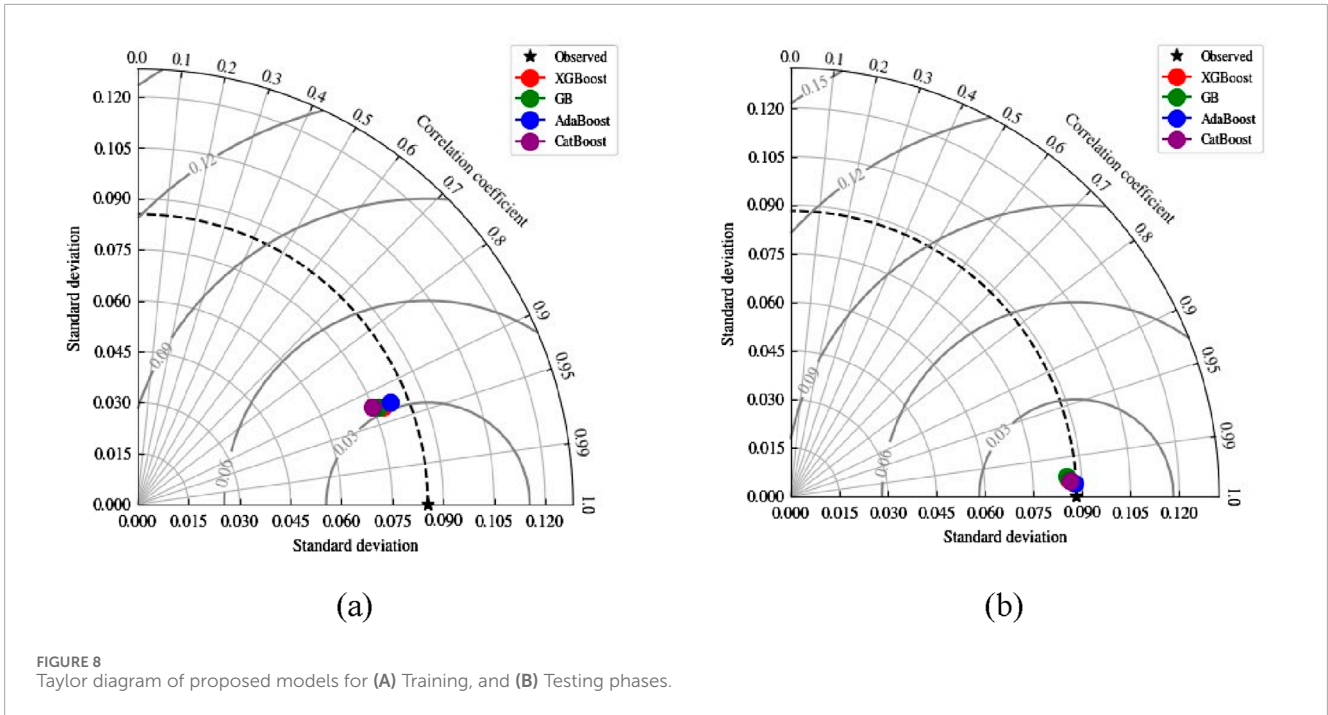 0.0
0.1
0.2
0.3
0.4
0.5
0.6
0.7
0.8
0.9
0.95
0.99
1.0
Correlation coefficient
★ Observed
XGBoost
GB
AdaBoost
CatBoost
0.120
0.105
0.090
0.075
0.060
0.045
0.030
0.015
0.000
Standard deviation
0.12
0.09
0.06
0.03
0.000 0.015 0.030 0.045 0.060 0.075 0.090 0.105 0.120
Standard deviation
(a)
0.0
0.1
0.2
0.3
0.4
0.5
0.6
0.7
0.8
0.9
0.95
0.99
1.0
Correlation coefficient
★ Observed
XGBoost
GB
AdaBoost
CatBoost
0.120
0.105
0.090
0.075
0.060
0.045
0.030
0.015
0.000
Standard deviation
0.15
0.12
0.09
0.06
0.03
0.000 0.015 0.030 0.045 0.060 0.075 0.090 0.105 0.120
Standard deviation
(b)
FIGURE 8
Taylor diagram of proposed models for (A) Training, and (B) Testing phases.